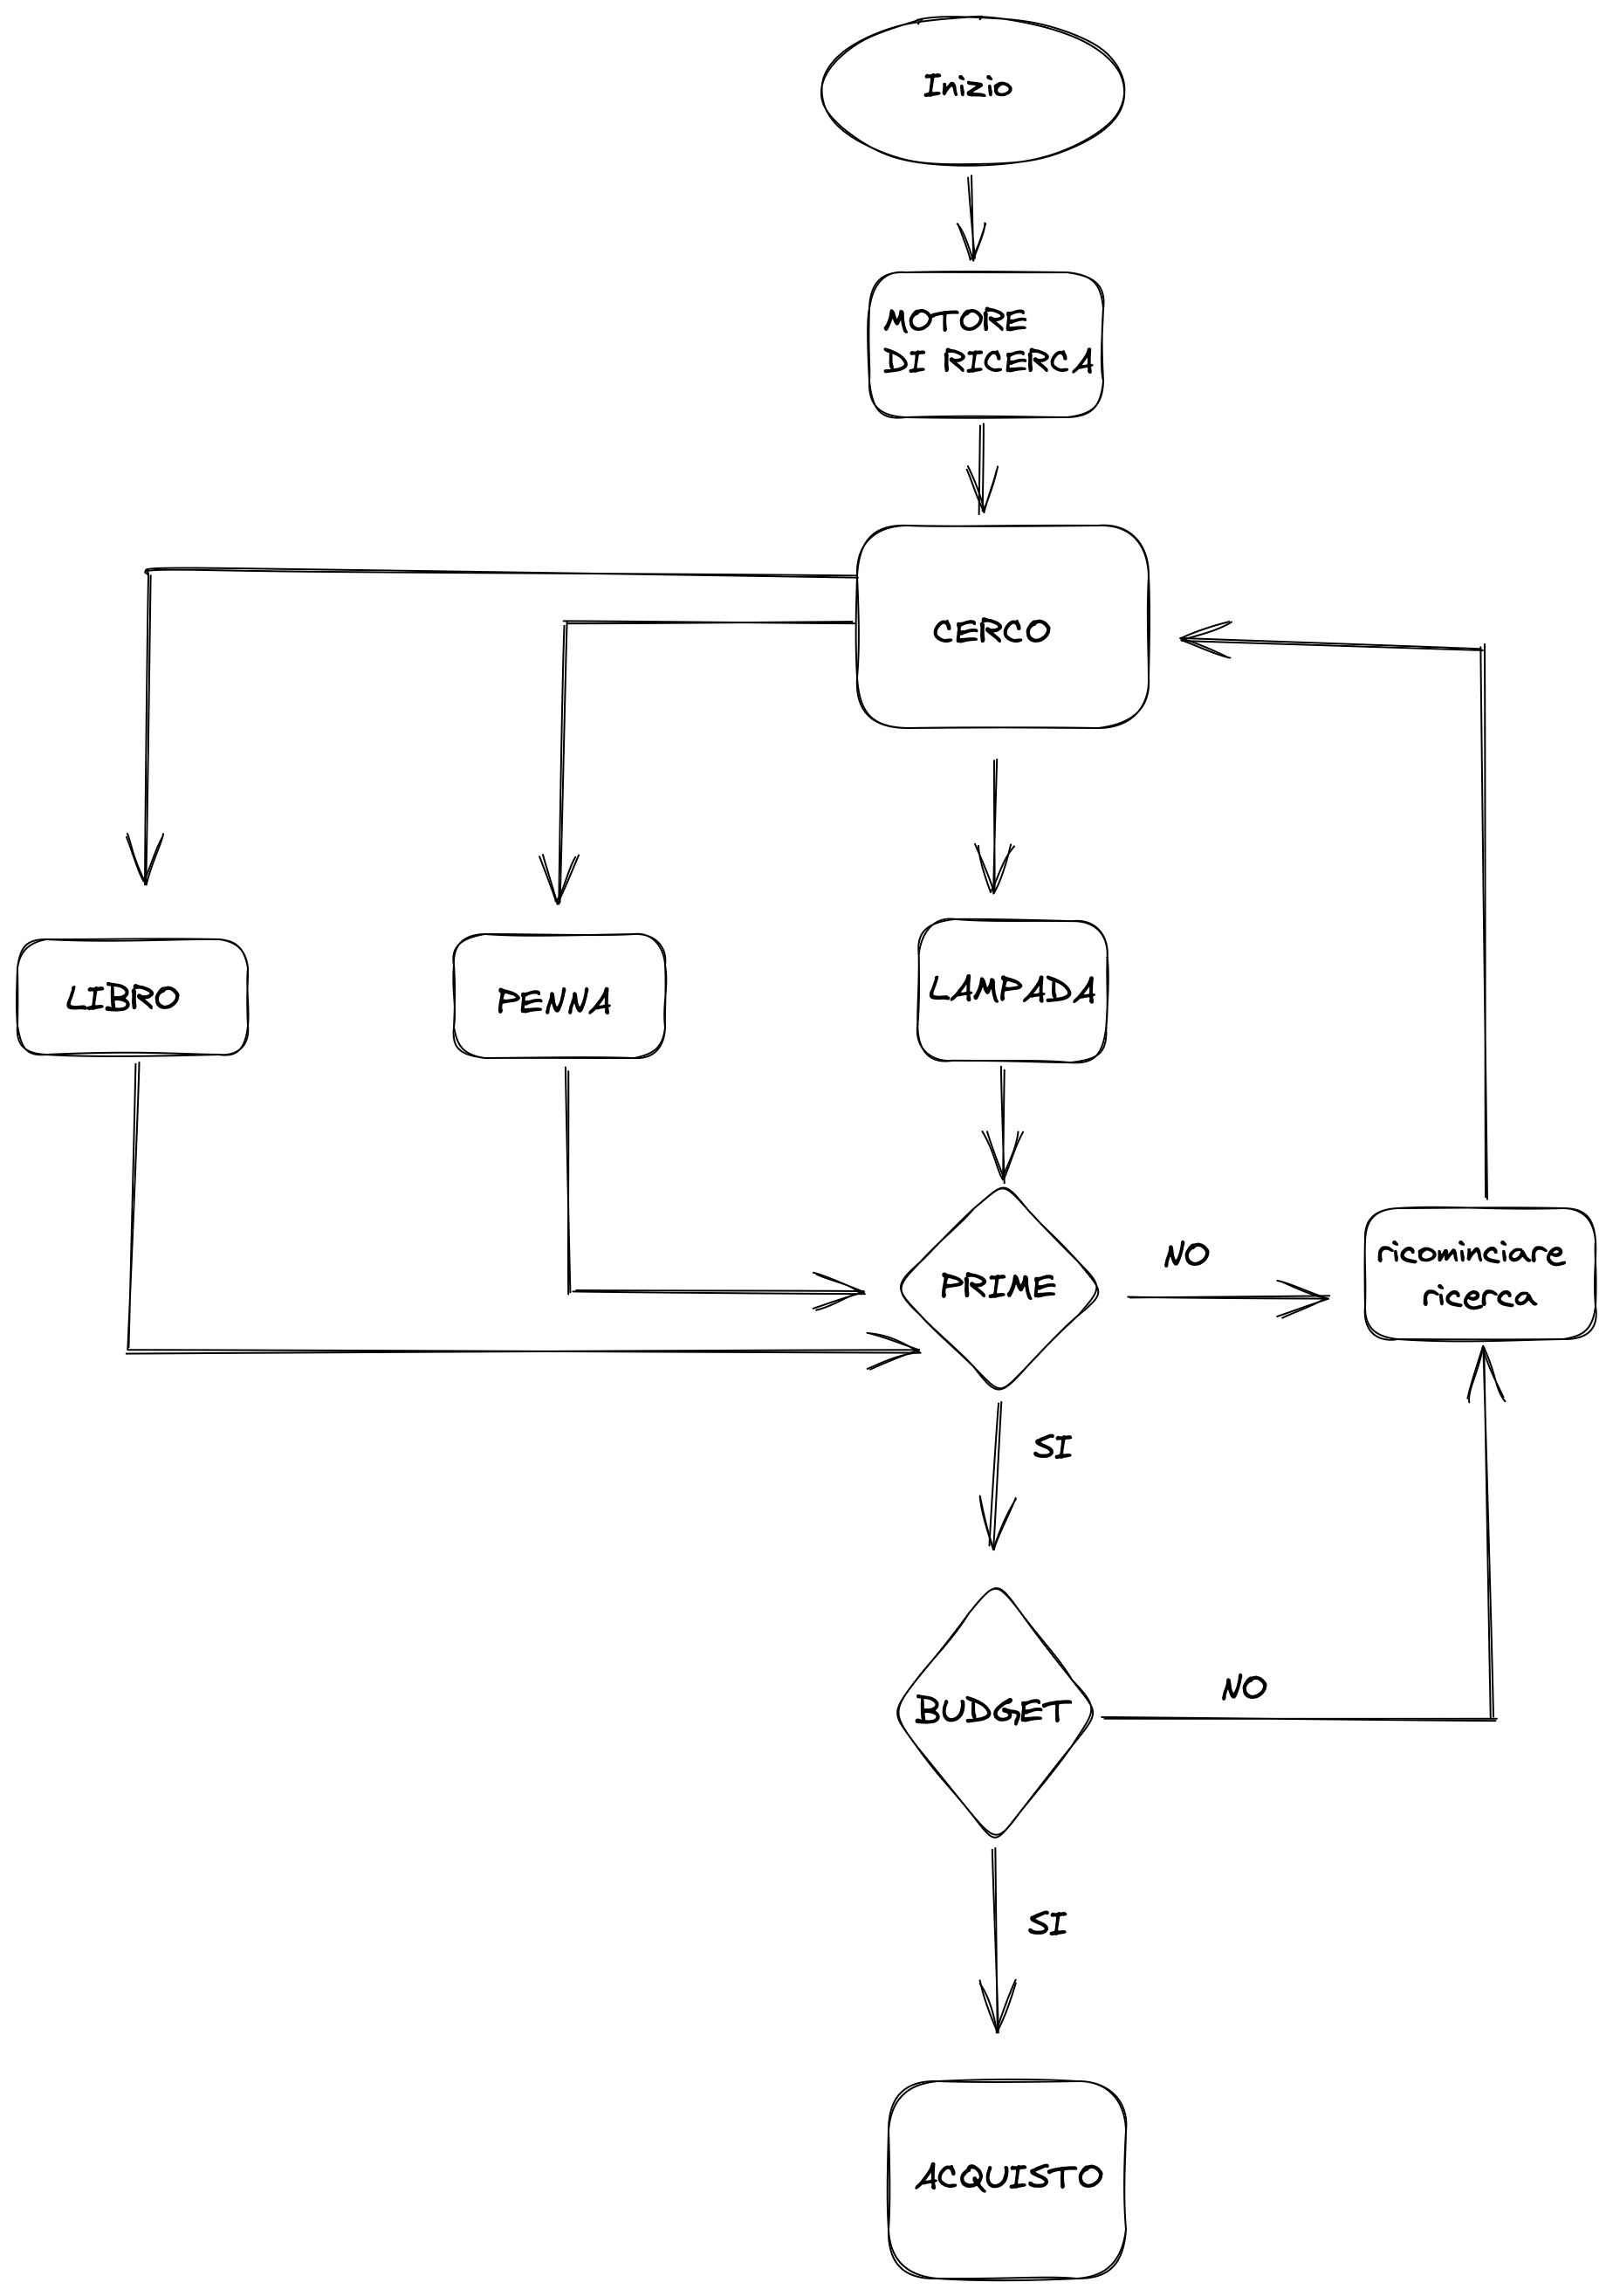 Inizio
MOTORE
DI RICERCA
CERCO
LIBRO
PENNA
LAMPADA
PRIME
NO
ricominciare
ricerca
SI
BUDGET
NO
SI
ACQUISTO